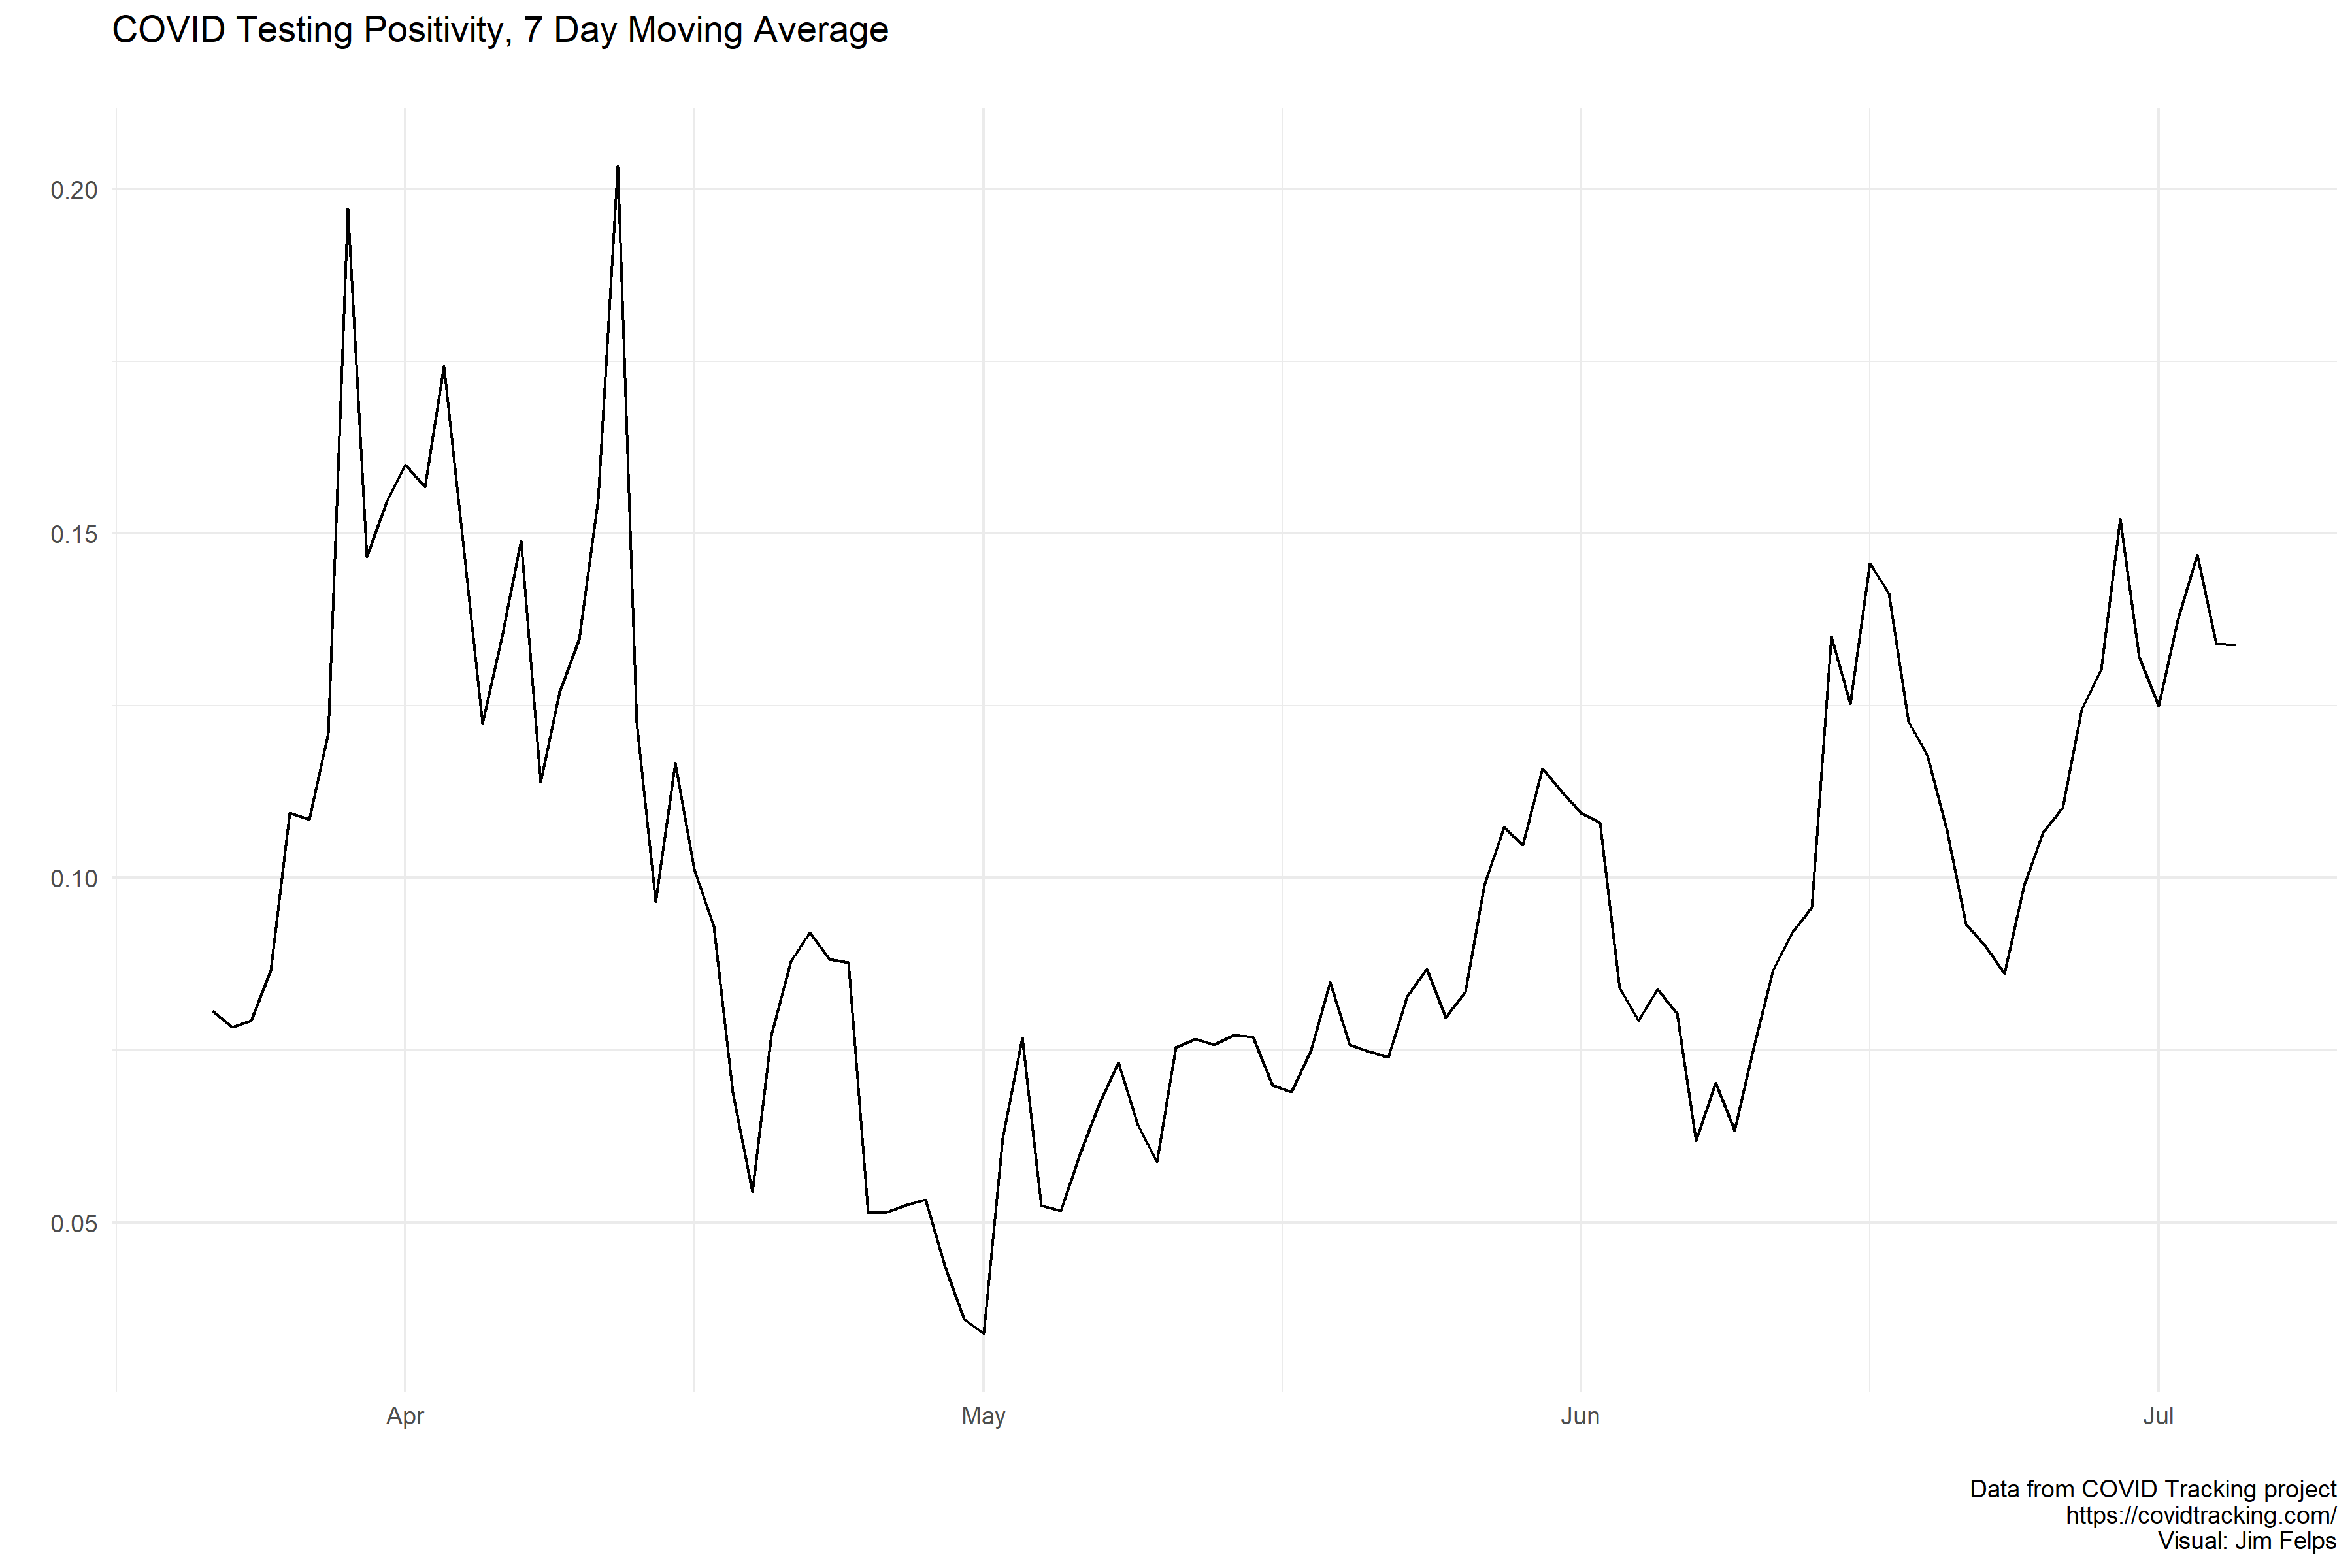 COVID Testing Positivity, 7 Day Moving Average
0.20
0.15
0.10
0.05
Apr May Jun Jul
Data from COVID Tracking project
https://covidtracking.com/
Visual: Jim Felps